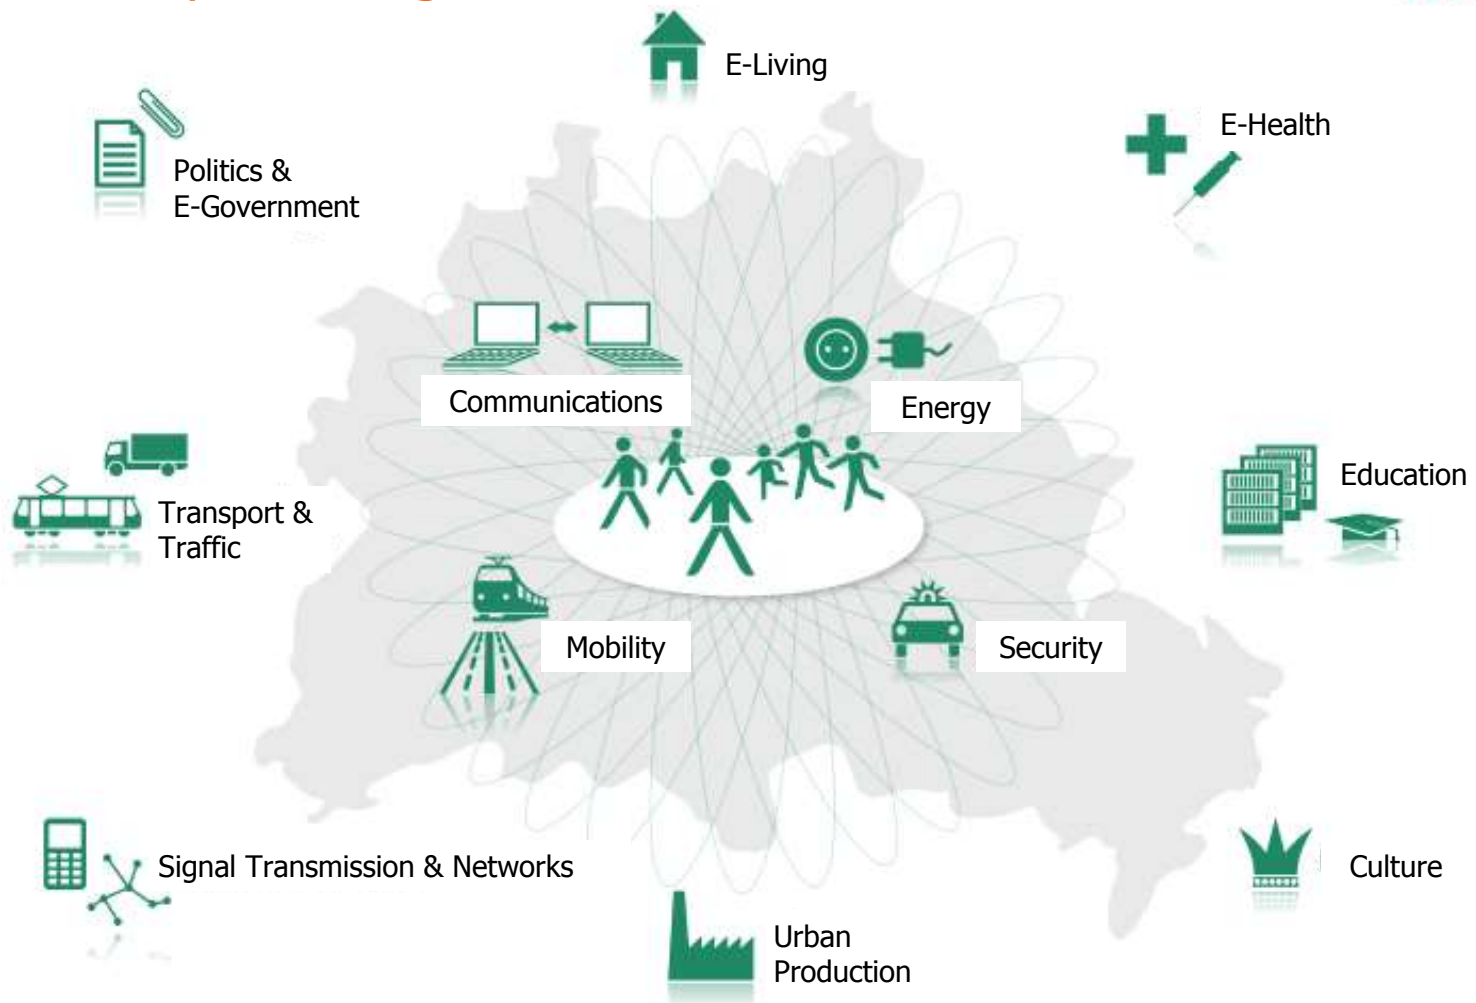 E-Living
E-Health
Politics &
E-Government
Communications
Energy
Education
Transport &
Traffic
Mobility
Security
Signal Transmission & Networks
Culture
Urban
Production